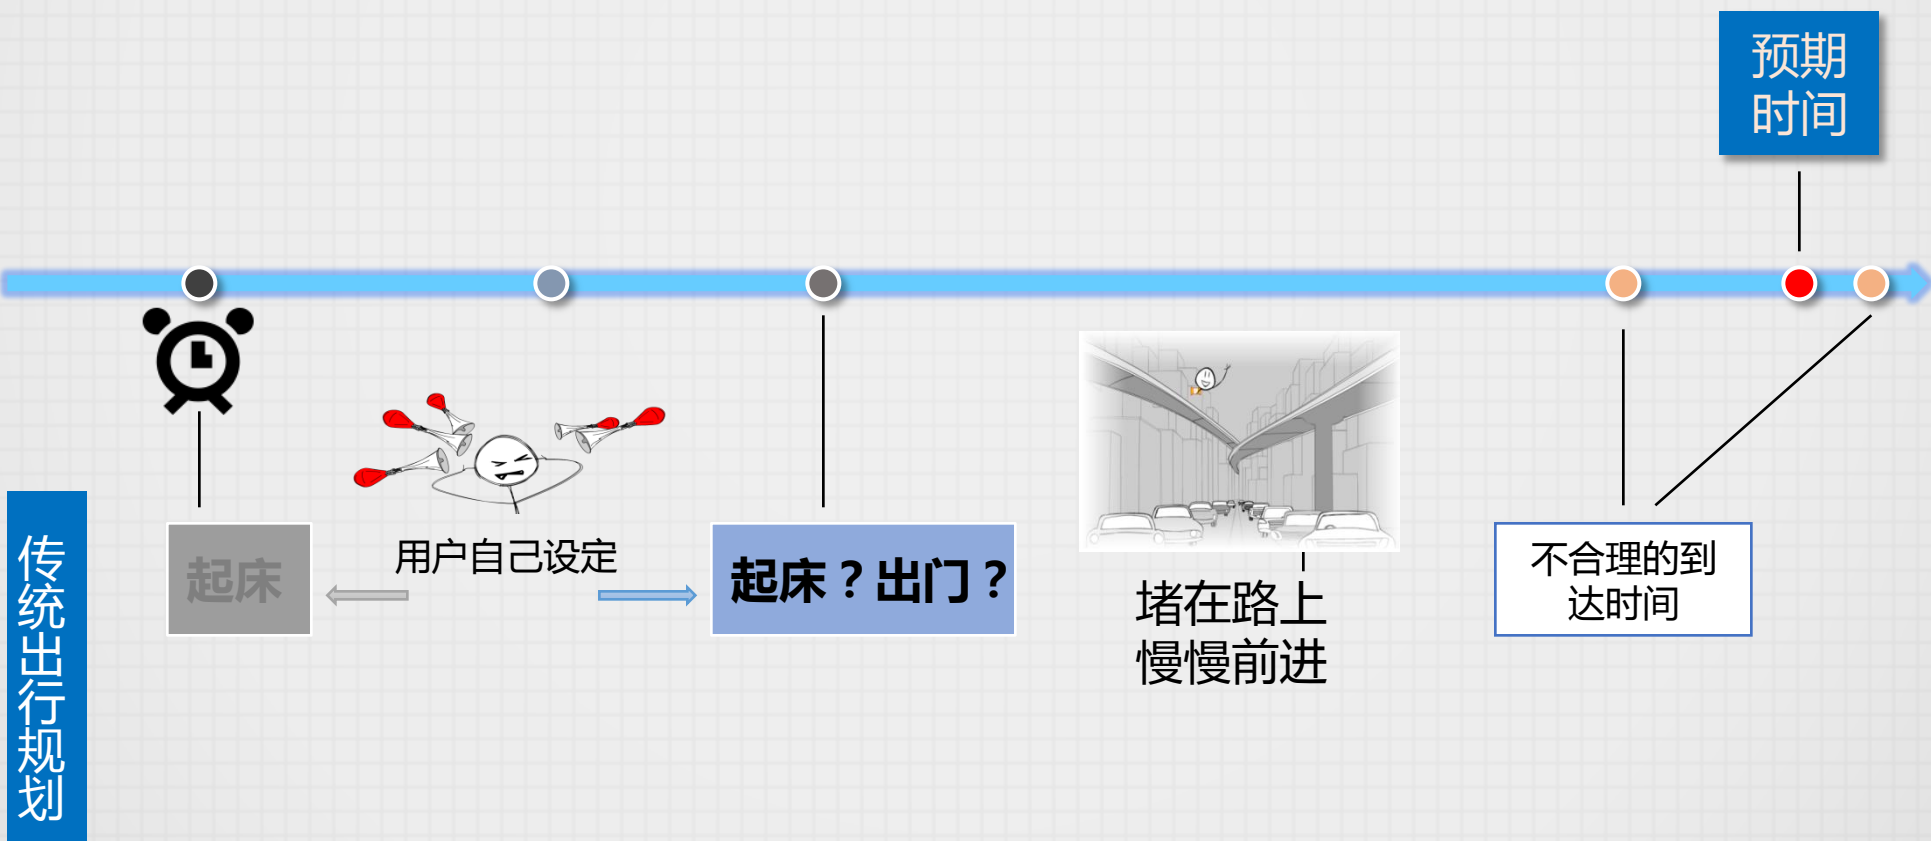 预期
时间
起床
用户自己设定
起床？出门？
堵在路上
慢慢前进
不合理的到
达时间
传统出行规划